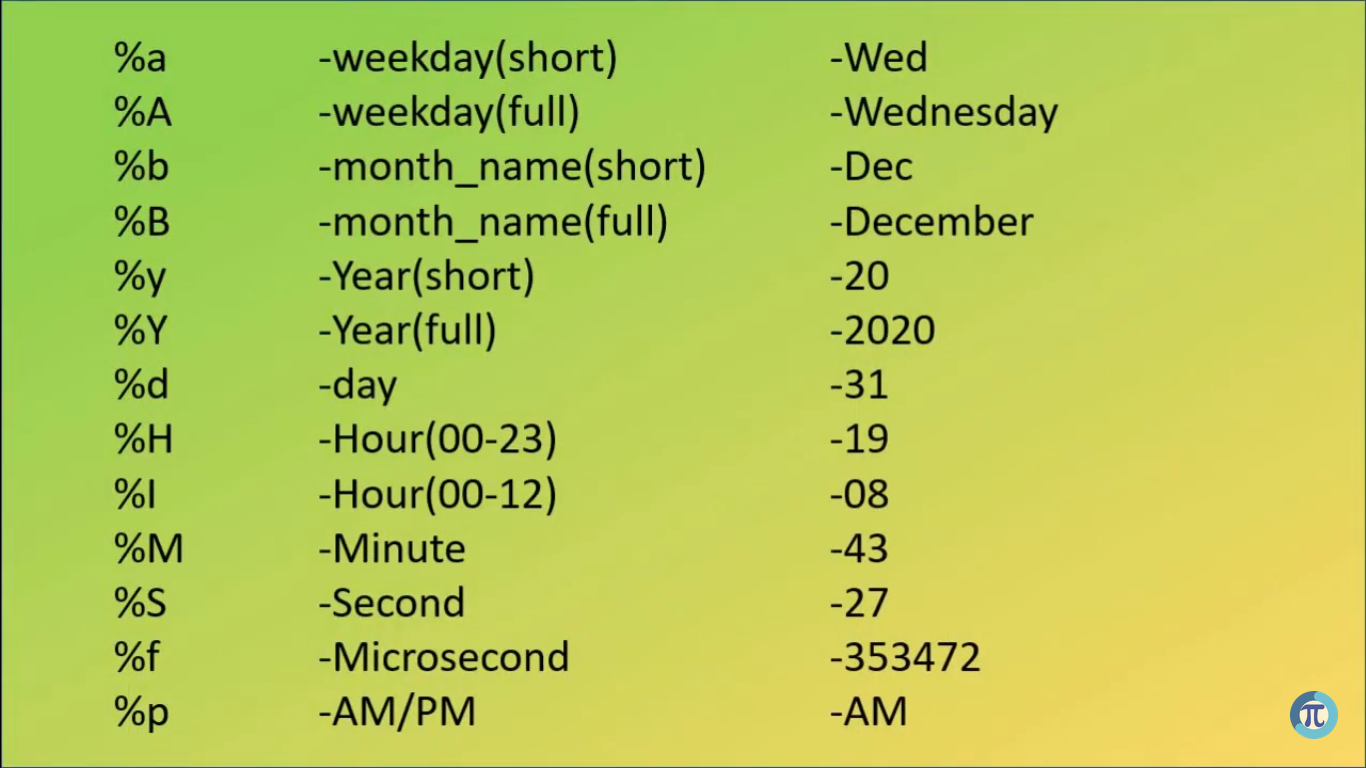 %a -weekday(short) -Wed
%A -weekday(full) -Wednesday
%b -month_name(short) -Dec
%B -month_name(full) -December
%y -Year(short) -20
%Y -Year(full) -2020
%d -day -31
%H -Hour(00-23) -19
%I -Hour(00-12) -08
%M -Minute -43
%S -Second -27
%f -Microsecond -353472
%p -AM/PM -AM
π